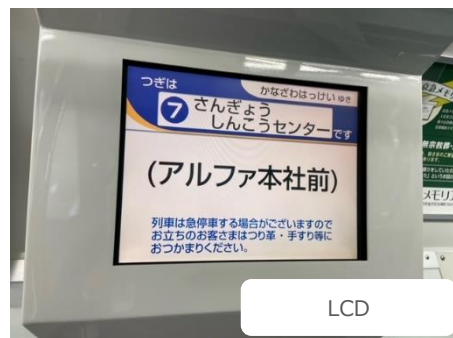 つぎは
かなざわはっけい ゆき
7 さんぎょう
しんこうセンター です
(アルファ本社前)
列車は急停車する場合がございますので
お立ちのお客さまはつり革・手すり等に
おつかまりください。
メモリ
LCD